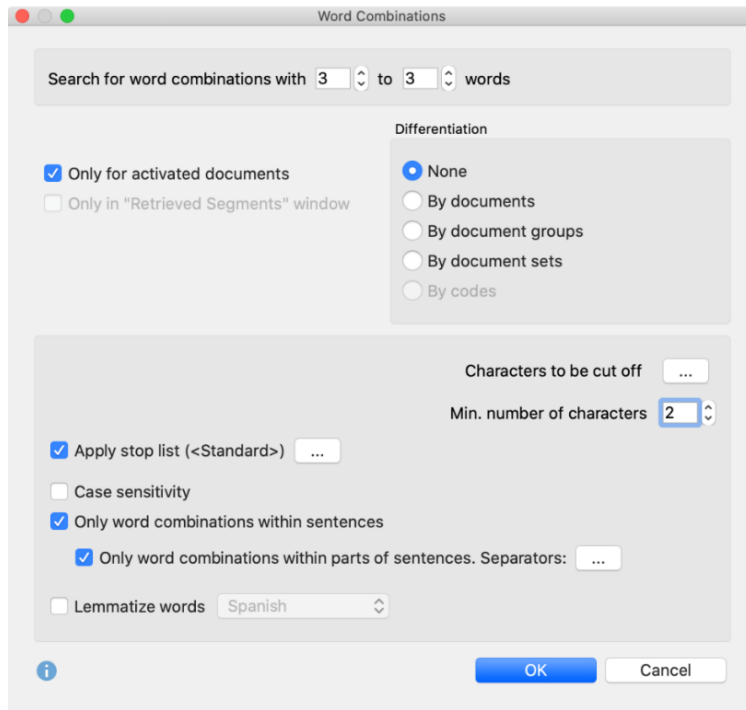 Word Combinations
Search for word combinations with 3 to 3 words
Differentiation
Only for activated documents
Only in "Retrieved Segments" window
None
By documents
By document groups
By document sets
By codes
Characters to be cut off ...
Min. number of characters 2
Apply stop list (<Standard>) ...
Case sensitivity
Only word combinations within sentences
Only word combinations within parts of sentences. Separators: ...
Lemmatize words Spanish
i OK Cancel